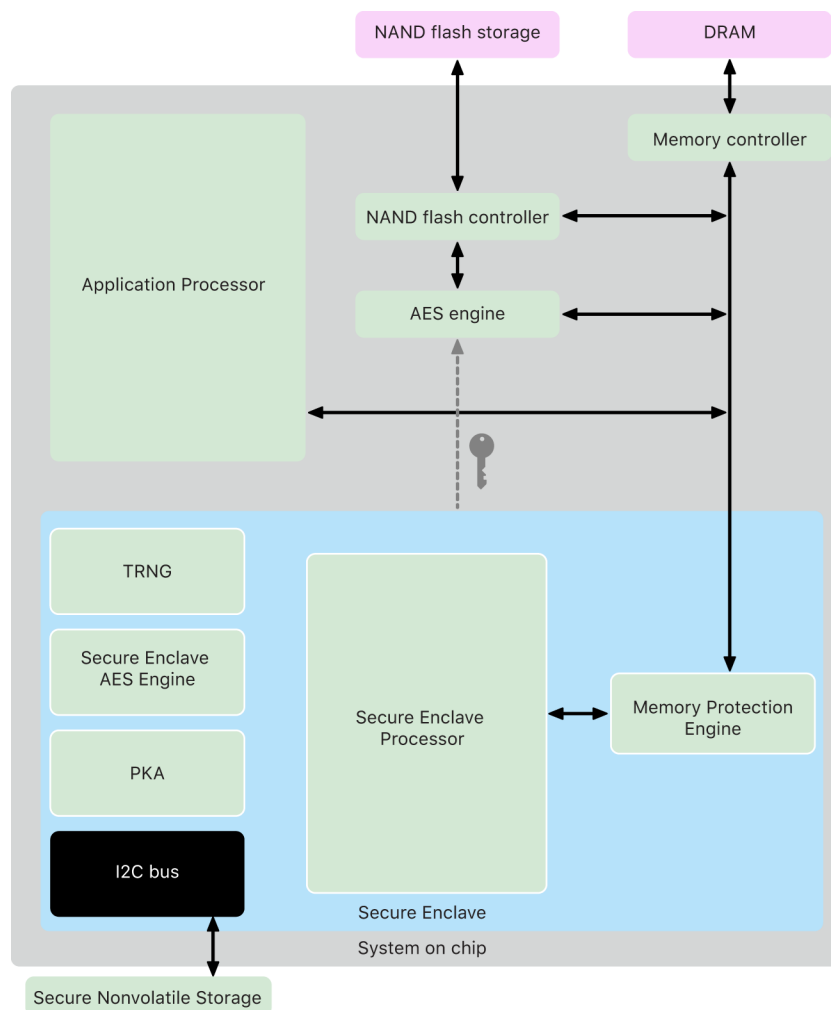 NAND flash storage
DRAM
Memory controller
NAND flash controller
Application Processor
AES engine
TRNG
Secure Enclave
AES Engine
Secure Enclave
Processor
Memory Protection
Engine
PKA
I2C bus
Secure Enclave
System on chip
Secure Nonvolatile Storage